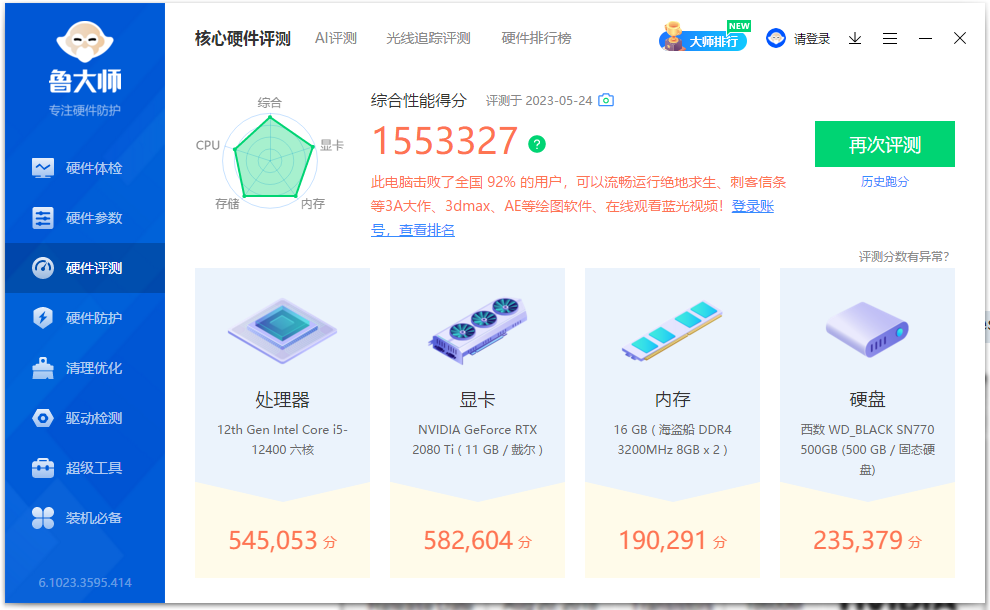 鲁大师
专注硬件防护
硬件体检
硬件参数
硬件评测
硬件防护
清理优化
驱动检测
超级工具
装机必备
6.1023.3595.414
核心硬件评测 AI评测 光线追踪评测 硬件排行榜
大师排行 NEW 请登录
综合
CPU
显卡
存储
内存
综合性能得分 评测于 2023-05-24
1553327 ?
此电脑击败了全国 92% 的用户，可以流畅运行绝地求生、刺客信条
等3A大作、3dmax、AE等绘图软件、在线观看蓝光视频！登录账
号，查看排名
再次评测
历史跑分
评测分数有异常?
处理器
12th Gen Intel Core i5-
12400 六核
545,053 分
显卡
NVIDIA GeForce RTX
2080 Ti ( 11 GB / 戴尔 )
582,604 分
内存
16 GB ( 海盗船 DDR4
3200MHz 8GB x 2 )
190,291 分
硬盘
西数 WD_BLACK SN770
500GB (500 GB / 固态硬
盘)
235,379 分